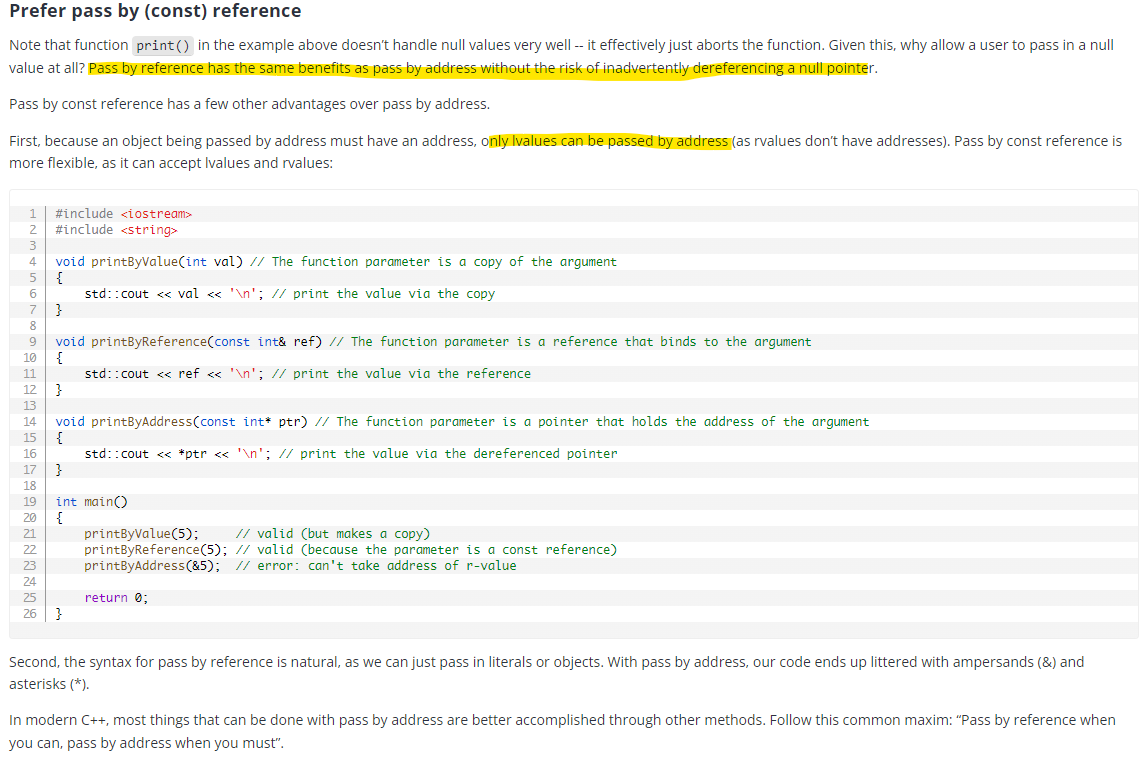 Prefer pass by (const) reference
Note that function print() in the example above doesn’t handle null values very well -- it effectively just aborts the function. Given this, why allow a user to pass in a null
value at all? Pass by reference has the same benefits as pass by address without the risk of inadvertently dereferencing a null pointer.
Pass by const reference has a few other advantages over pass by address.
First, because an object being passed by address must have an address, only lvalues can be passed by address (as rvalues don’t have addresses). Pass by const reference is
more flexible, as it can accept lvalues and rvalues:
1 #include <iostream>
2 #include <string>
3
4 void printByValue(int val) // The function parameter is a copy of the argument
5 {
6     std::cout << val << '\n'; // print the value via the copy
7 }
8
9 void printByReference(const int& ref) // The function parameter is a reference that binds to the argument
10 {
11     std::cout << ref << '\n'; // print the value via the reference
12 }
13
14 void printByAddress(const int* ptr) // The function parameter is a pointer that holds the address of the argument
15 {
16     std::cout << *ptr << '\n'; // print the value via the dereferenced pointer
17 }
18
19 int main()
20 {
21     printByValue(5);     // valid (but makes a copy)
22     printByReference(5); // valid (because the parameter is a const reference)
23     printByAddress(&5);  // error: can't take address of r-value
24
25     return 0;
26 }
Second, the syntax for pass by reference is natural, as we can just pass in literals or objects. With pass by address, our code ends up littered with ampersands (&) and
asterisks (*).
In modern C++, most things that can be done with pass by address are better accomplished through other methods. Follow this common maxim: “Pass by reference when
you can, pass by address when you must”.